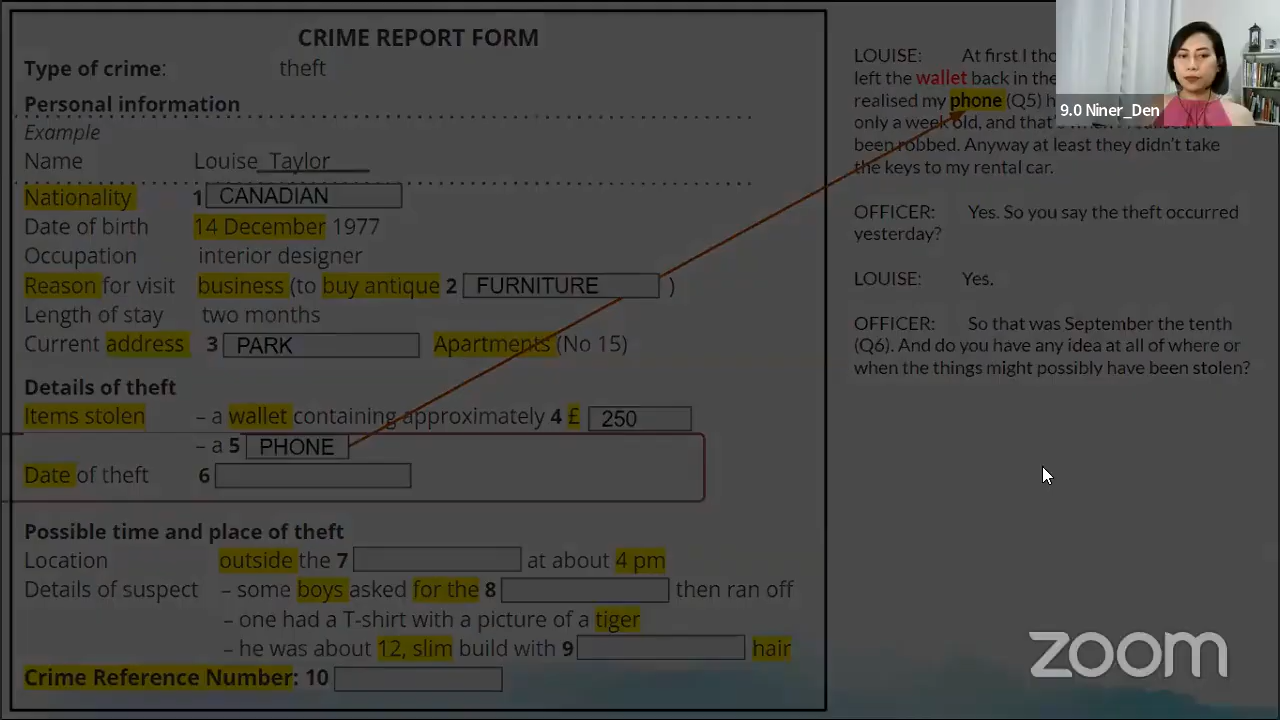 CRIME REPORT FORM
Type of crime: theft
Personal information
Example
Name Louise Taylor
Nationality 1 CANADIAN
Date of birth 14 December 1977
Occupation interior designer
Reason for visit business (to buy antique 2 FURNITURE )
Length of stay two months
Current address 3 PARK Apartments (No 15)
Details of theft
Items stolen – a wallet containing approximately 4 £ 250
– a 5 PHONE
Date of theft 6
Possible time and place of theft
Location outside the 7 at about 4 pm
Details of suspect – some boys asked for the 8 then ran off
– one had a T-shirt with a picture of a tiger
– he was about 12, slim build with 9 hair
Crime Reference Number: 10
LOUISE: At first I
left the wallet back in the
realised my phone (Q5)
only a week old, and
been robbed. Anyway at least they didn't take
the keys to my rental car.
OFFICER: Yes. So you say the theft occurred
yesterday?
LOUISE: Yes.
OFFICER: So that was September the tenth
(Q6). And do you have any idea at all of where or
when the things might possibly have been stolen?
9.0 Niner_Den
zoom